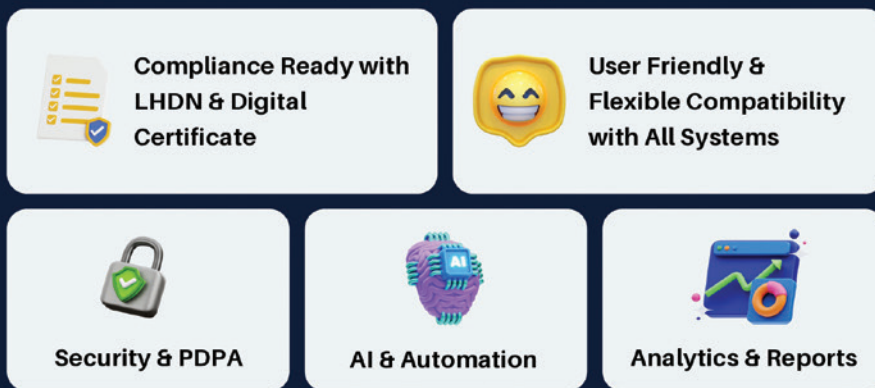 Compliance Ready with
LHDN & Digital
Certificate
User Friendly &
Flexible Compatibility
with All Systems
Security & PDPA
AI
AI & Automation
Analytics & Reports